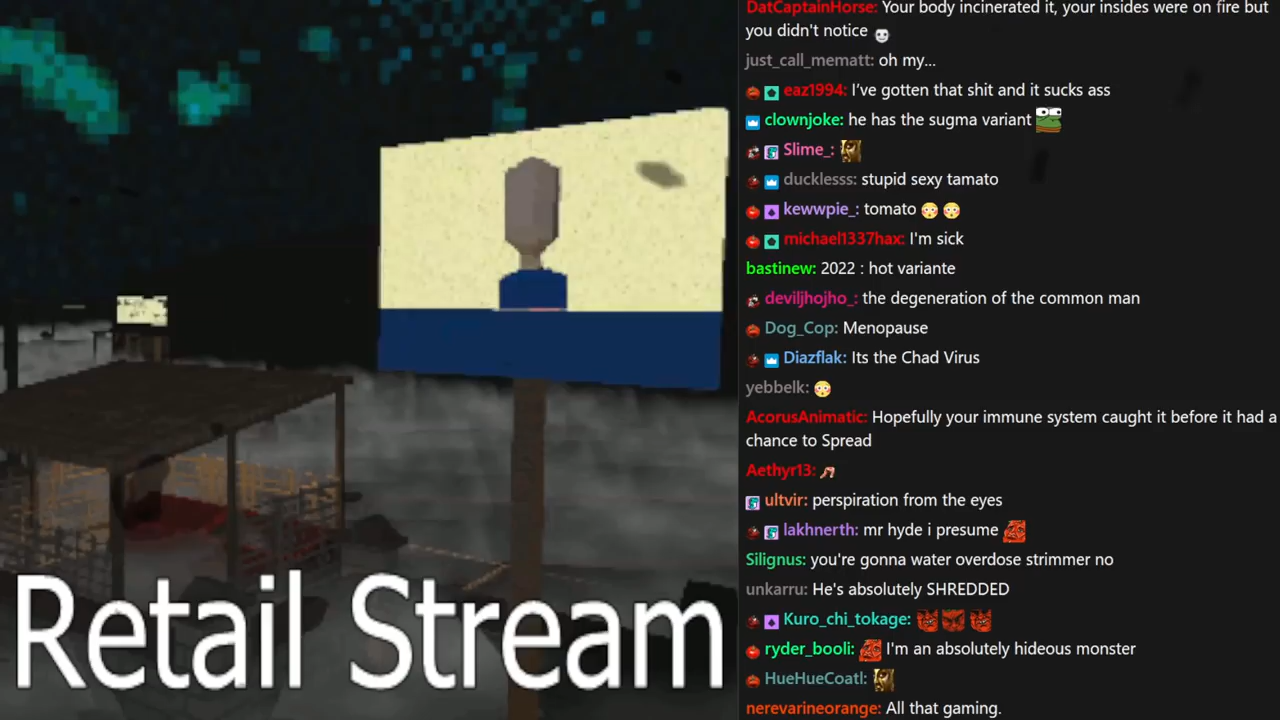 DatCaptainHorse: Your body incinerated it, your insides were on fire but
you didn't notice
just_call_mematt: oh my...
eaz1994: I've gotten that shit and it sucks ass
clownjoke: he has the sugma variant
Slime_:
ducklesss: stupid sexy tamato
kewwpie_: tomato
michael1337hax: I'm sick
bastinew: 2022 : hot variante
deviljhojho_: the degeneration of the common man
Dog_Cop: Menopause
Diazflak: Its the Chad Virus
yebbelk:
AcorusAnimatic: Hopefully your immune system caught it before it had a
chance to Spread
Aethyr13:
ultvir: perspiration from the eyes
lakhnerth: mr hyde i presume
Silignus: you're gonna water overdose strimmer no
unkarru: He's absolutely SHREDDED
Kuro_chi_tokage:
ryder_booli: I'm an absolutely hideous monster
HueHueCoatl:
nerevarineorange: All that gaming.
Retail Stream